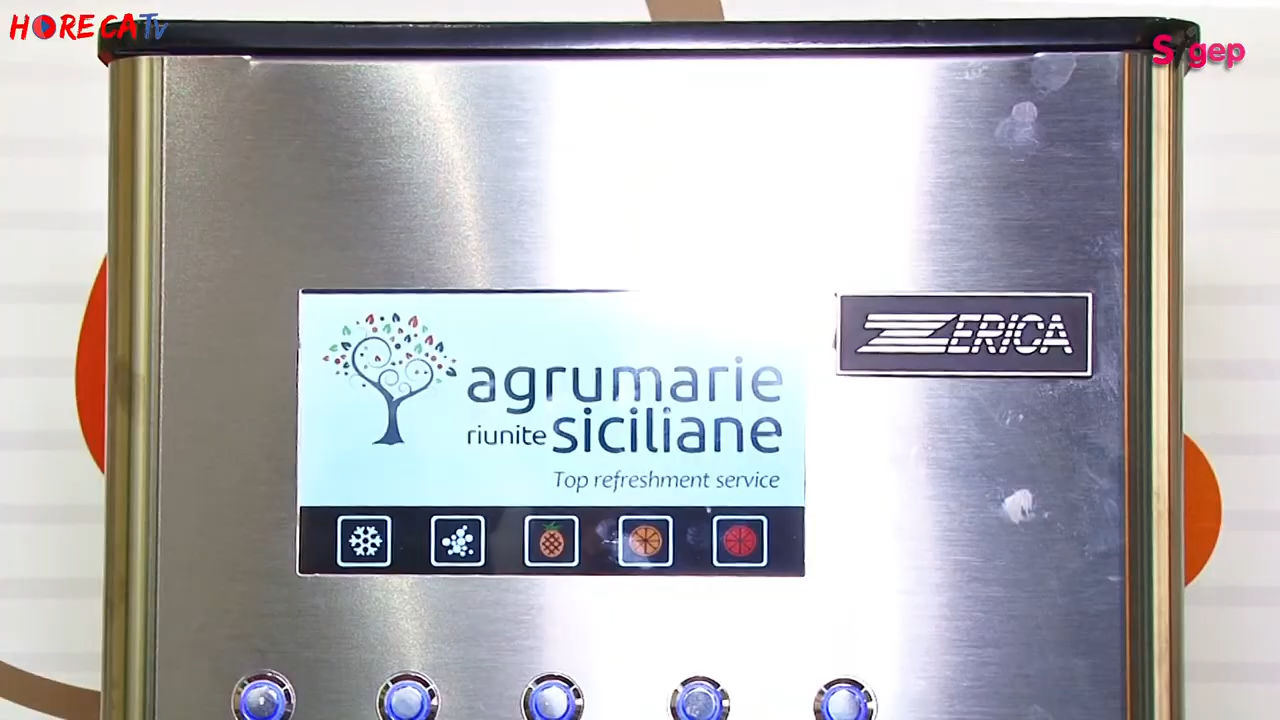 HORECATv
Sigep
ZERICA
agrumarie
riunite siciliane
Top refreshment service